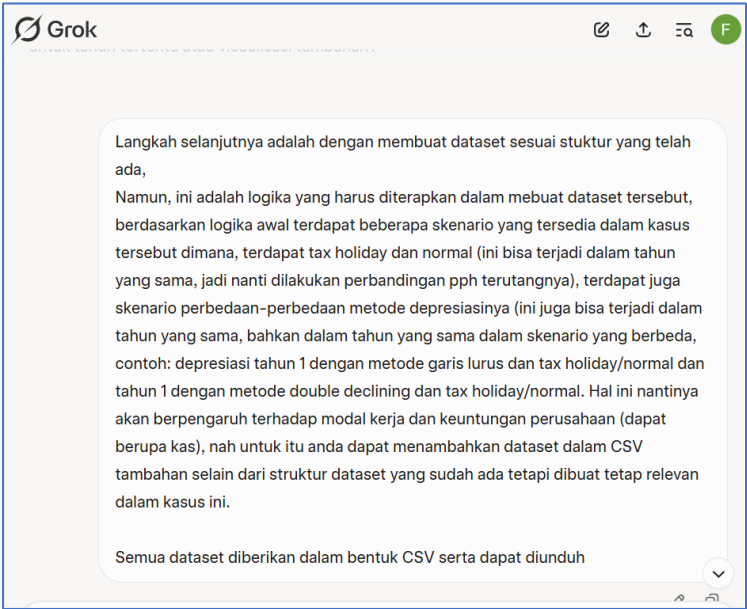 Grok
F
untuk tahun tertentu atau visualisasi tambahan?
Langkah selanjutnya adalah dengan membuat dataset sesuai stuktur yang telah
ada,
Namun, ini adalah logika yang harus diterapkan dalam mebuat dataset tersebut,
berdasarkan logika awal terdapat beberapa skenario yang tersedia dalam kasus
tersebut dimana, terdapat tax holiday dan normal (ini bisa terjadi dalam tahun
yang sama, jadi nanti dilakukan perbandingan pph terutangnya), terdapat juga
skenario perbedaan-perbedaan metode depresiasinya (ini juga bisa terjadi dalam
tahun yang sama, bahkan dalam tahun yang sama dalam skenario yang berbeda,
contoh: depresiasi tahun 1 dengan metode garis lurus dan tax holiday/normal dan
tahun 1 dengan metode double declining dan tax holiday/normal. Hal ini nantinya
akan berpengaruh terhadap modal kerja dan keuntungan perusahaan (dapat
berupa kas), nah untuk itu anda dapat menambahkan dataset dalam CSV
tambahan selain dari struktur dataset yang sudah ada tetapi dibuat tetap relevan
dalam kasus ini.
Semua dataset diberikan dalam bentuk CSV serta dapat diunduh